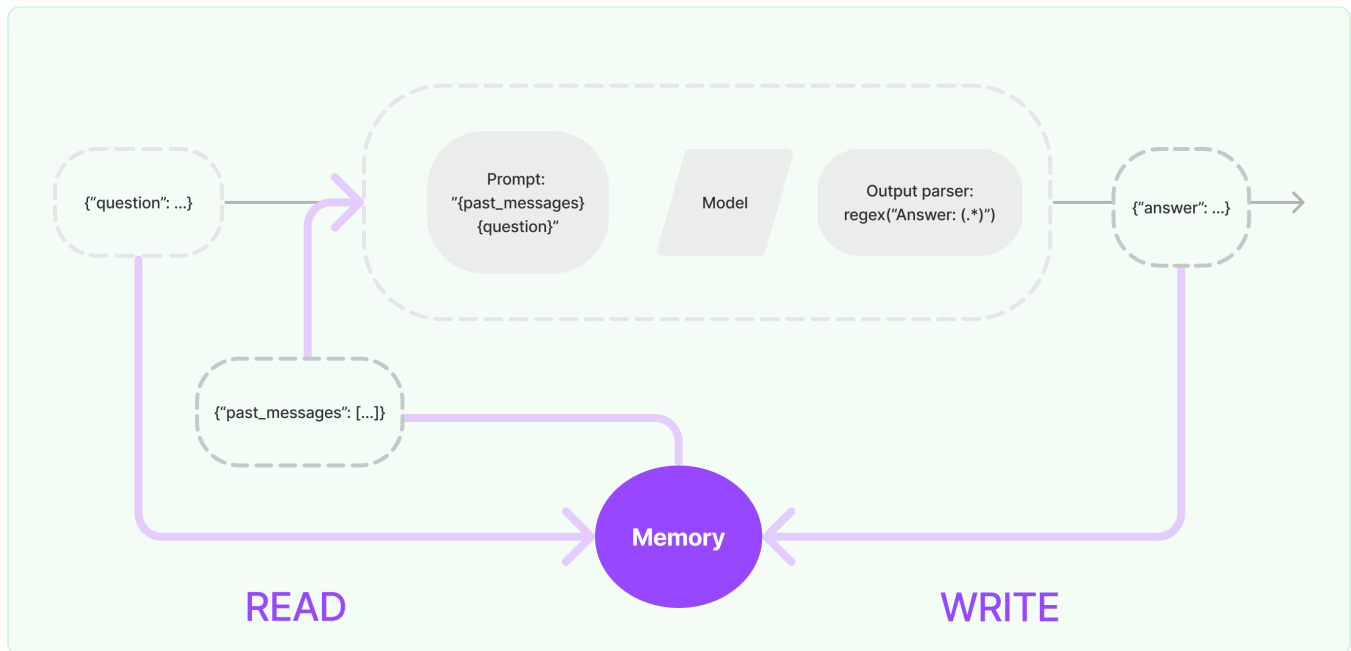 {“question”: ...}
Prompt:
”{past_messages}
{question}”
Model
Output parser:
regex(“Answer: (.*)”)
{“answer”: ...}
{“past_messages”: [...]}
Memory
READ
WRITE